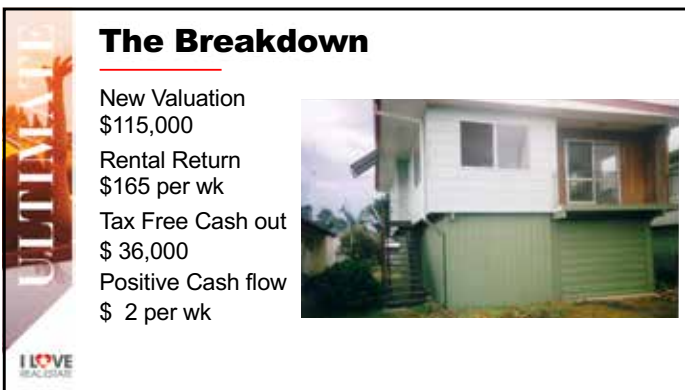 The Breakdown
New Valuation
$115,000
Rental Return
$165 per wk
Tax Free Cash out
$ 36,000
Positive Cash flow
$ 2 per wk
ULTIMATE
I LOVE
REAL ESTATE